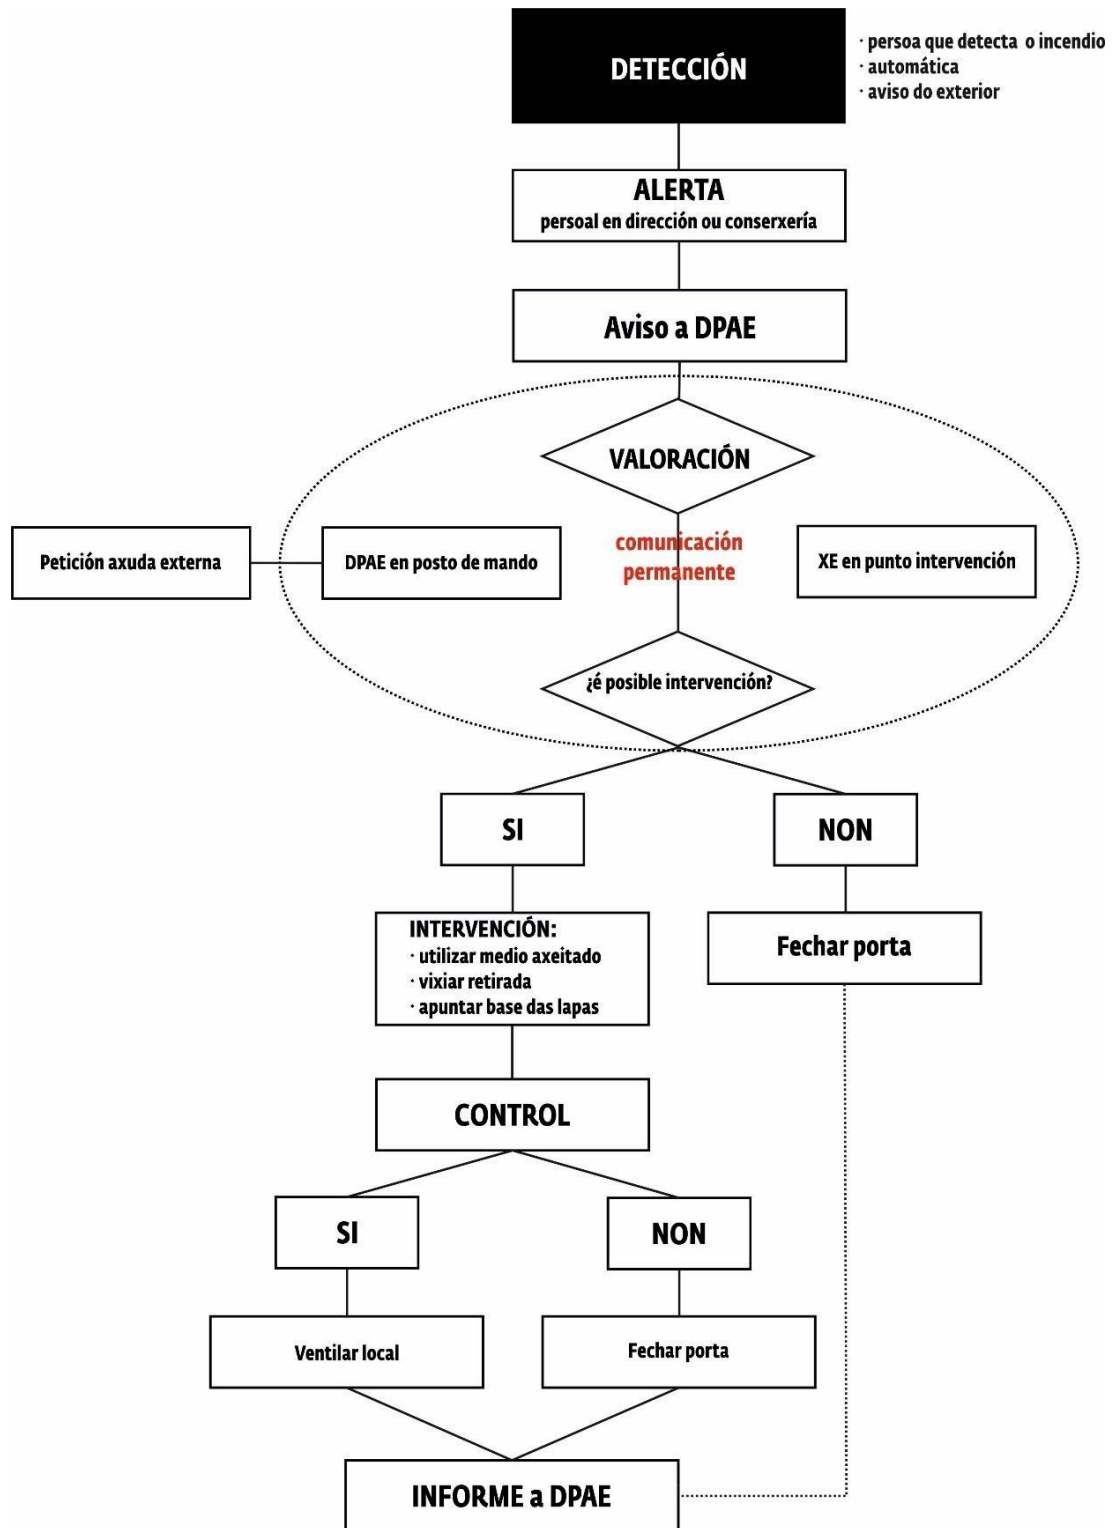 DETECCIÓN
· persoa que detecta o incendio
· automática
· aviso do exterior
ALERTA
persoal en dirección ou conserxería
Aviso a DPAE
VALORACIÓN
Petición axuda externa
DPAE en posto de mando
comunicación
permanente
XE en punto intervención
¿é posible intervención?
SI
NON
INTERVENCIÓN:
· utilizar medio axeitado
· vixiar retirada
· apuntar base das lapas
Fechar porta
CONTROL
SI
NON
Ventilar local
Fechar porta
INFORME a DPAE